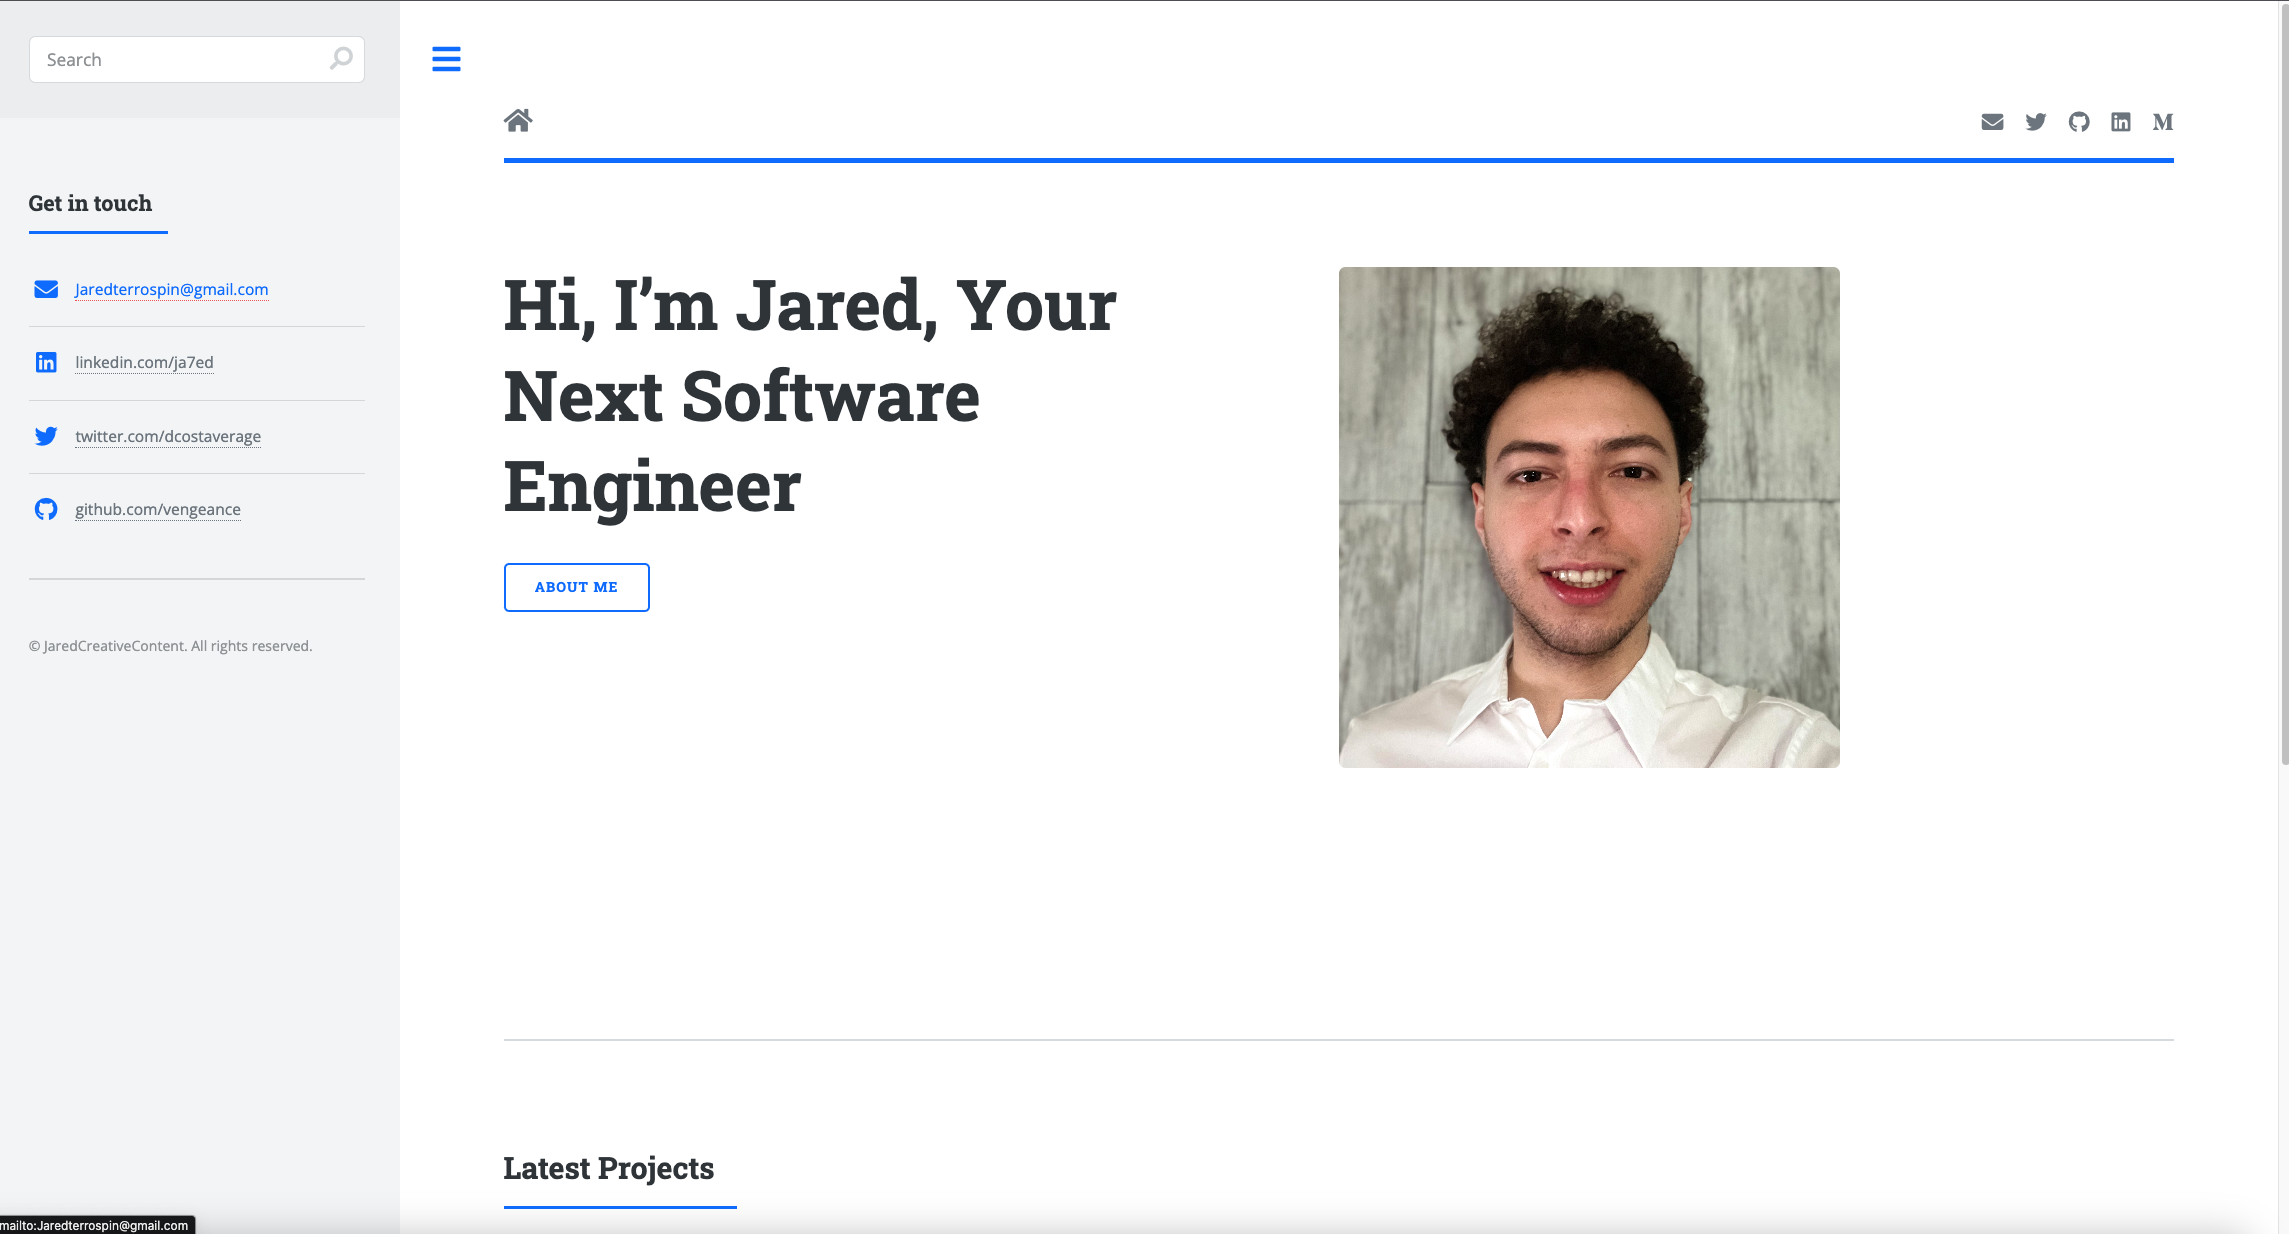 Search
Get in touch
Jaredterrospin@gmail.com
linkedin.com/ja7ed
twitter.com/dcostaverage
github.com/vengeance
© JaredCreativeContent. All rights reserved.
Hi, I’m Jared, Your
Next Software
Engineer
ABOUT ME
Latest Projects
mailto:Jaredterrospin@gmail.com